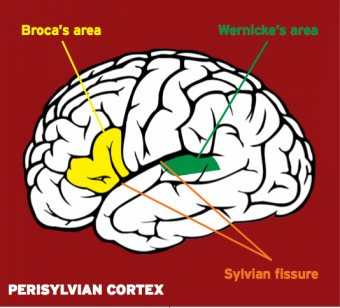 Broca's area
Wernicke's area
Sylvian fissure
PERISYLVIAN CORTEX